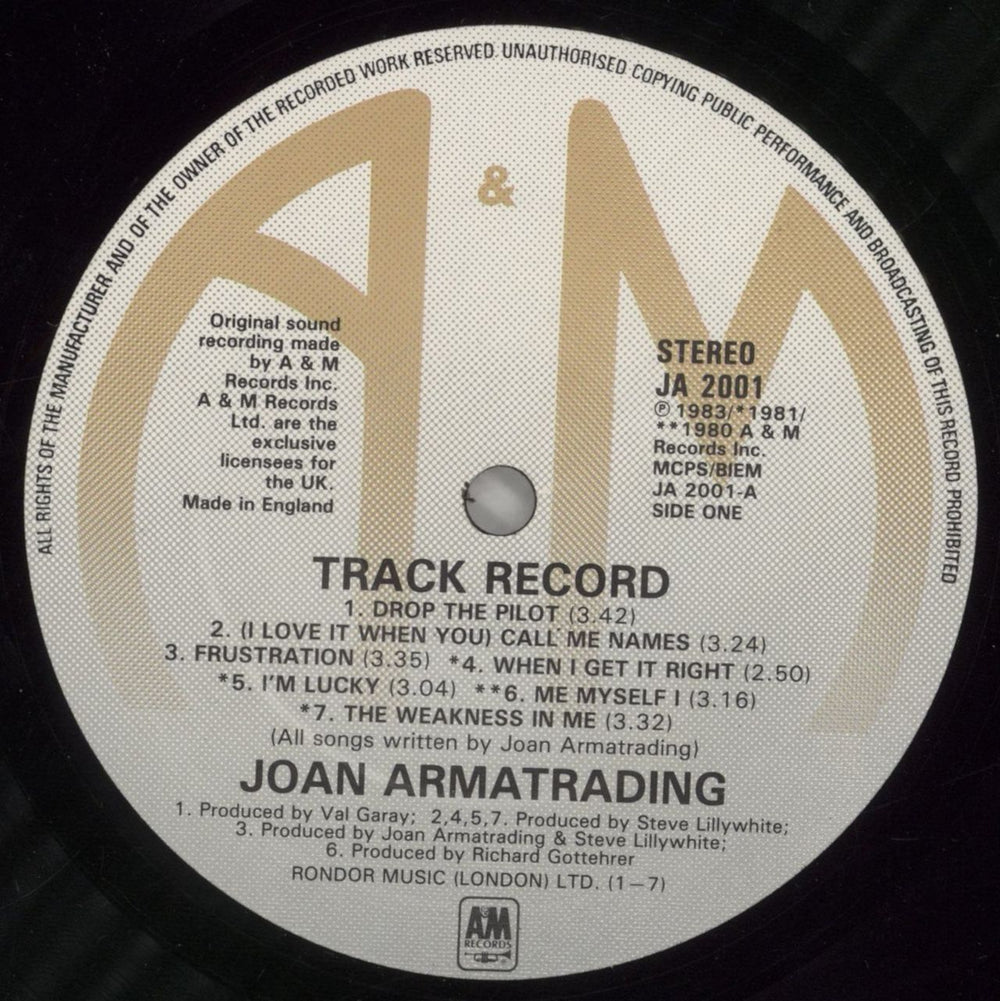 ALL RIGHTS OF THE MANUFACTURER AND OF THE OWNER OF THE RECORDED WORK RESERVED. UNAUTHORISED COPYING PUBLIC PERFORMANCE AND BROADCASTING OF THIS RECORD PROHIBITED
A & M
Original sound
recording made
by A & M
Records Inc.
A & M Records
Ltd. are the
exclusive
licensees for
the UK.
Made in England
STEREO
JA 2001
℗ 1983/*1981/
**1980 A & M
Records Inc.
MCPS/BIEM
JA 2001-A
SIDE ONE
TRACK RECORD
1. DROP THE PILOT (3.42)
2. (I LOVE IT WHEN YOU) CALL ME NAMES (3.24)
3. FRUSTRATION (3.35) *4. WHEN I GET IT RIGHT (2.50)
*5. I'M LUCKY (3.04) **6. ME MYSELF I (3.16)
*7. THE WEAKNESS IN ME (3.32)
(All songs written by Joan Armatrading)
JOAN ARMATRADING
1. Produced by Val Garay; 2,4,5,7. Produced by Steve Lillywhite;
3. Produced by Joan Armatrading & Steve Lillywhite;
6. Produced by Richard Gottehrer
RONDOR MUSIC (LONDON) LTD. (1–7)
A&M
RECORDS